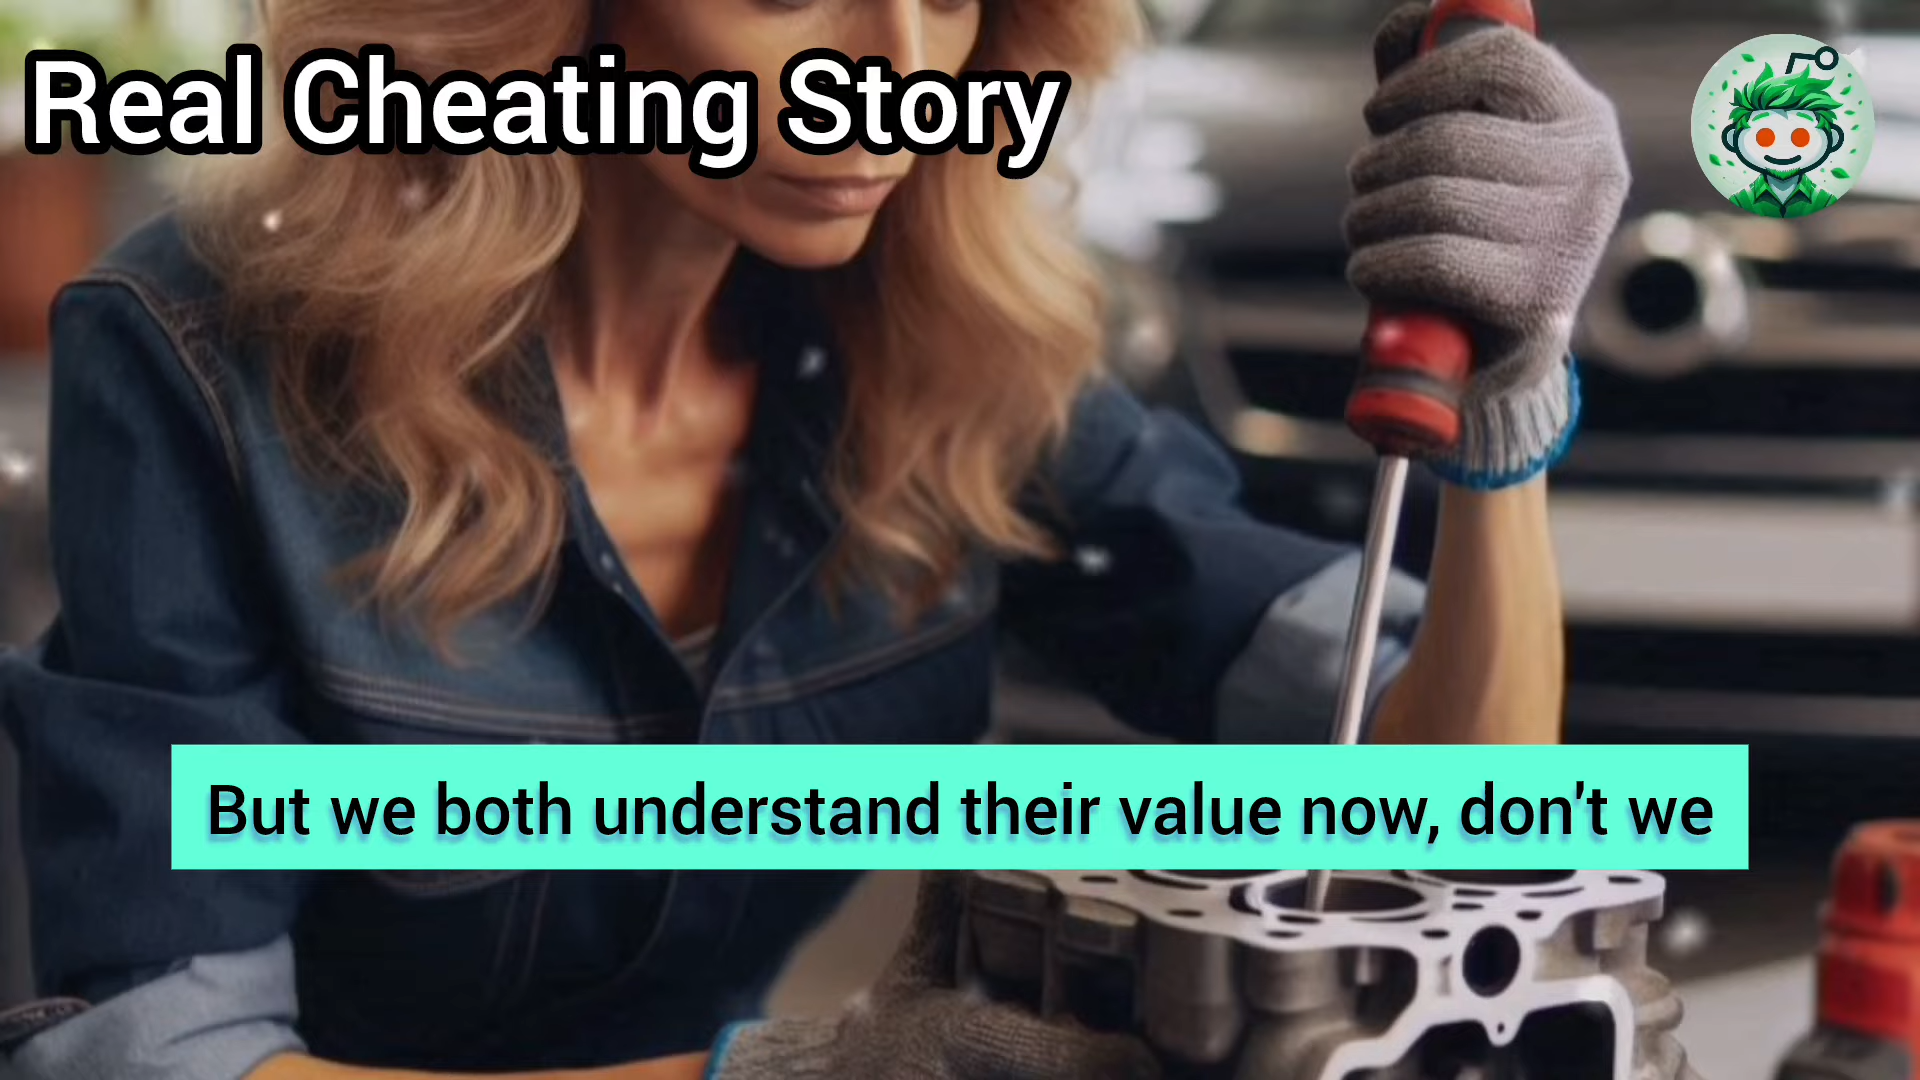 Real Cheating Story
But we both understand their value now, don't we